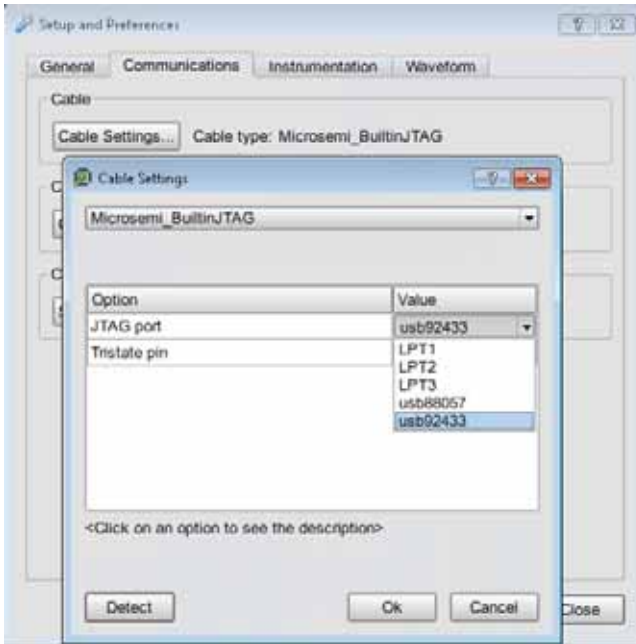 Setup and Preferences
General Communications Instrumentation Waveform
Cable
Cable Settings... Cable type: Microsemi_BuiltinJTAG
Cable Settings
Microsemi_BuiltinJTAG
Option Value
JTAG port usb92433
Tristate pin
LPT1
LPT2
LPT3
usb88057
usb92433
<Click on an option to see the description>
Detect Ok Cancel
Close